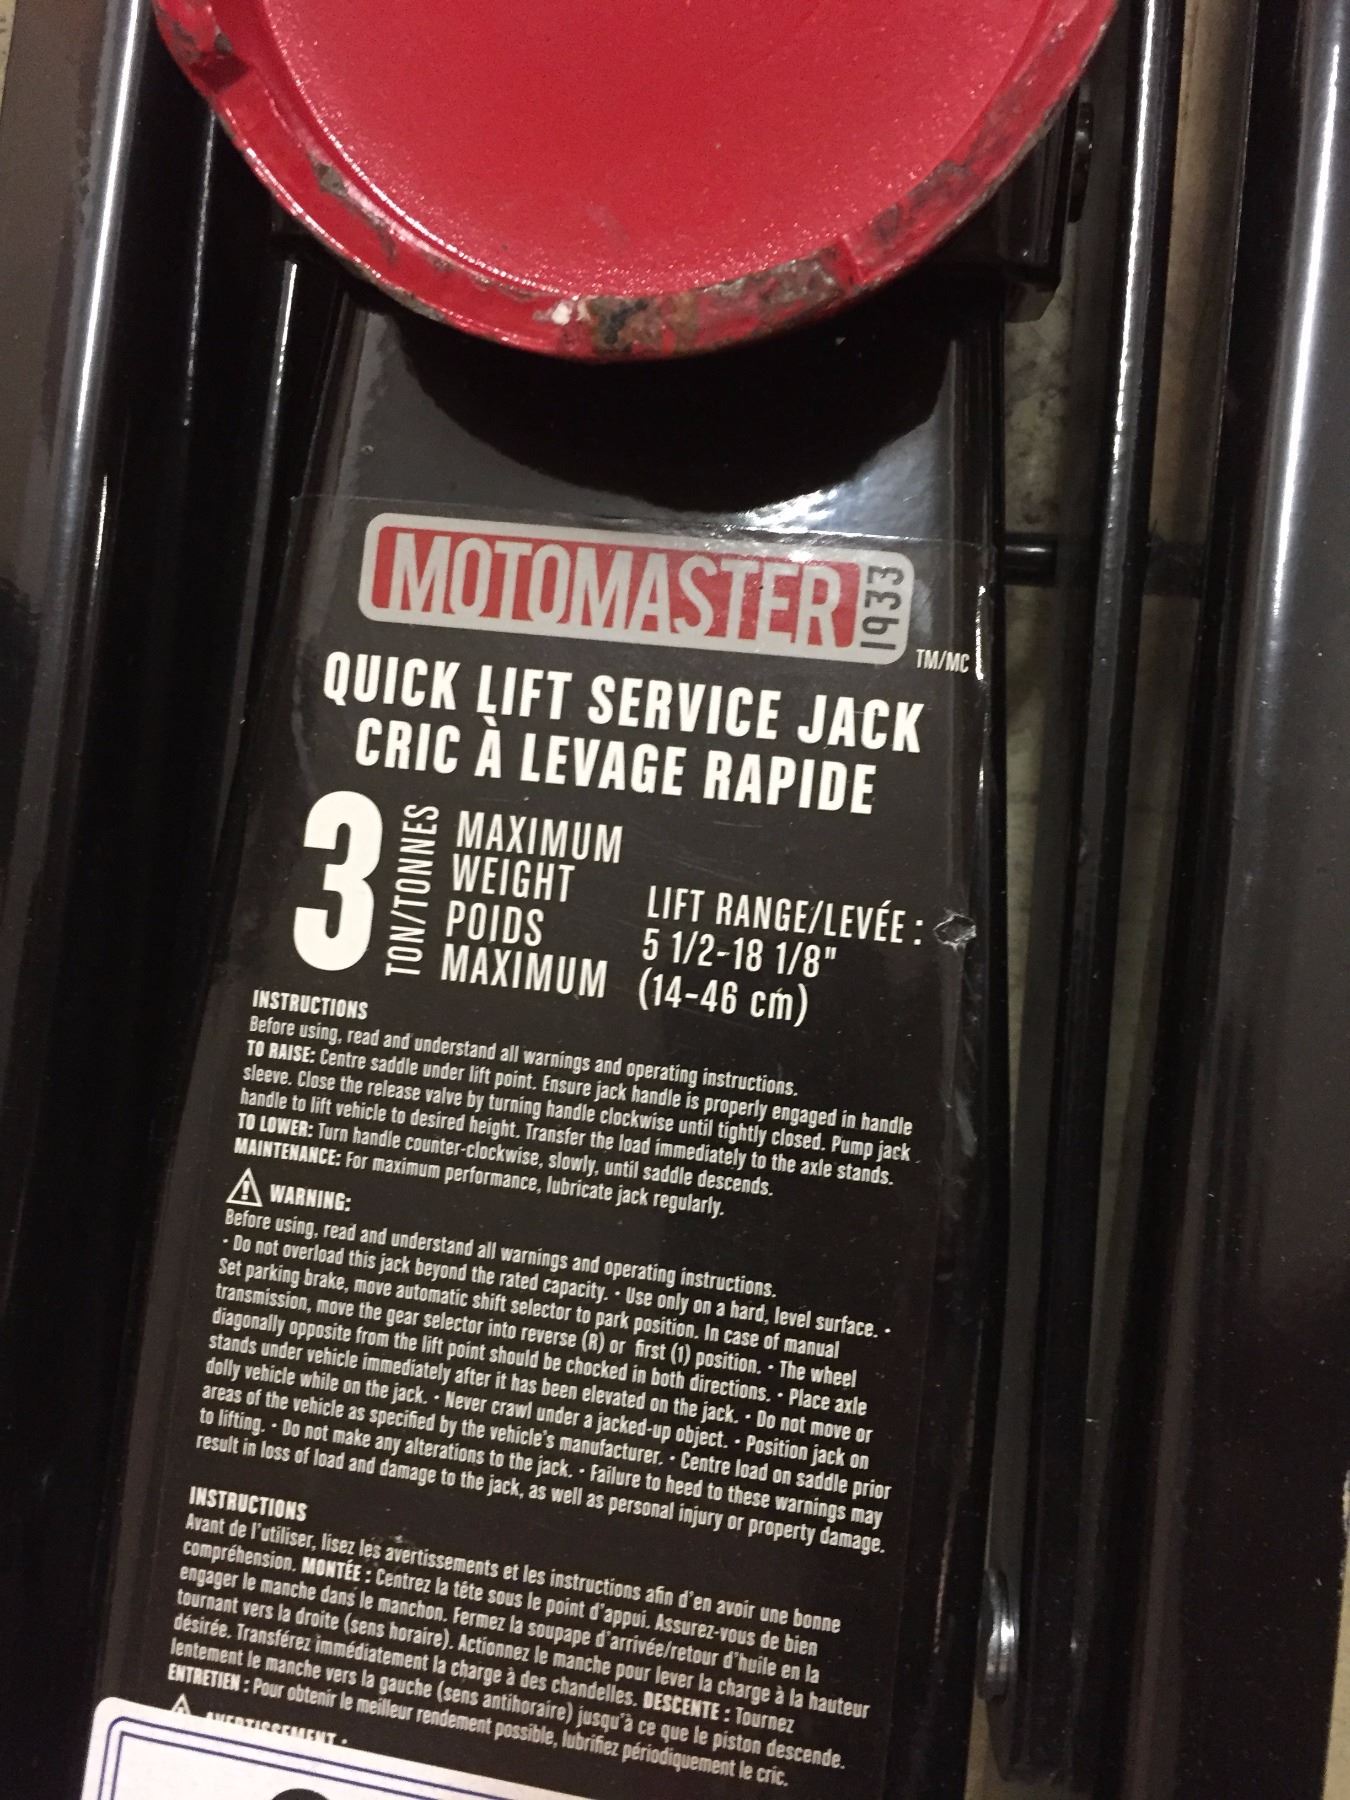 MOTOMASTER 1933
TM/MC
QUICK LIFT SERVICE JACK
CRIC À LEVAGE RAPIDE
3
TON/TONNES
MAXIMUM
WEIGHT
POIDS
MAXIMUM
LIFT RANGE/LEVÉE :
5 1/2-18 1/8"
(14-46 cm)
INSTRUCTIONS
Before using, read and understand all warnings and operating instructions.
TO RAISE: Centre saddle under lift point. Ensure jack handle is properly engaged in handle
sleeve. Close the release valve by turning handle clockwise until tightly closed. Pump jack
handle to lift vehicle to desired height. Transfer the load immediately to the axle stands.
TO LOWER: Turn handle counter-clockwise, slowly, until saddle descends.
MAINTENANCE: For maximum performance, lubricate jack regularly.
WARNING:
Before using, read and understand all warnings and operating instructions.
• Do not overload this jack beyond the rated capacity. • Use only on a hard, level surface. •
Set parking brake, move automatic shift selector to park position. In case of manual
transmission, move the gear selector into reverse (R) or first (1) position. • The wheel
diagonally opposite from the lift point should be chocked in both directions. • Place axle
stands under vehicle immediately after it has been elevated on the jack. • Do not move or
dolly vehicle while on the jack. • Never crawl under a jacked-up object. • Position jack on
areas of the vehicle as specified by the vehicle's manufacturer. • Centre load on saddle prior
to lifting. • Do not make any alterations to the jack. • Failure to heed to these warnings may
result in loss of load and damage to the jack, as well as personal injury or property damage.
INSTRUCTIONS
Avant de l'utiliser, lisez les avertissements et les instructions afin d'en avoir une bonne
compréhension. MONTÉE : Centrez la tête sous le point d'appui. Assurez-vous de bien
engager le manche dans le manchon. Fermez la soupape d'arrivée/retour d'huile en la
tournant vers la droite (sens horaire). Actionnez le manche pour lever la charge à la hauteur
désirée. Transférez immédiatement la charge à des chandelles. DESCENTE : Tournez
lentement le manche vers la gauche (sens antihoraire) jusqu'à ce que le piston descende.
ENTRETIEN : Pour obtenir le meilleur rendement possible, lubrifiez périodiquement le cric.
AVERTISSEMENT :